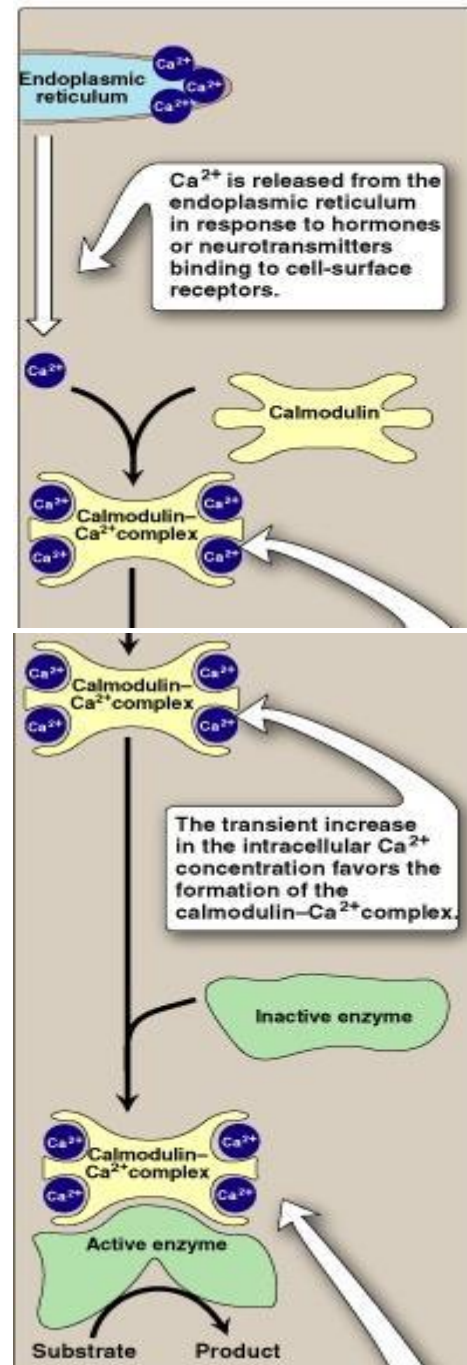 Ca²⁺
Endoplasmic
reticulum
Ca²⁺
Ca²⁺
Ca²⁺ is released from the
endoplasmic reticulum
in response to hormones
or neurotransmitters
binding to cell-surface
receptors.
Ca²⁺
Calmodulin
Ca²⁺
Ca²⁺
Calmodulin–
Ca²⁺complex
Ca²⁺
Ca²⁺
Ca²⁺
Ca²⁺
Calmodulin–
Ca²⁺complex
Ca²⁺
Ca²⁺
The transient increase
in the intracellular Ca²⁺
concentration favors the
formation of the
calmodulin–Ca²⁺complex.
Inactive enzyme
Ca²⁺
Ca²⁺
Calmodulin–
Ca²⁺complex
Ca²⁺
Ca²⁺
Active enzyme
Substrate
Product